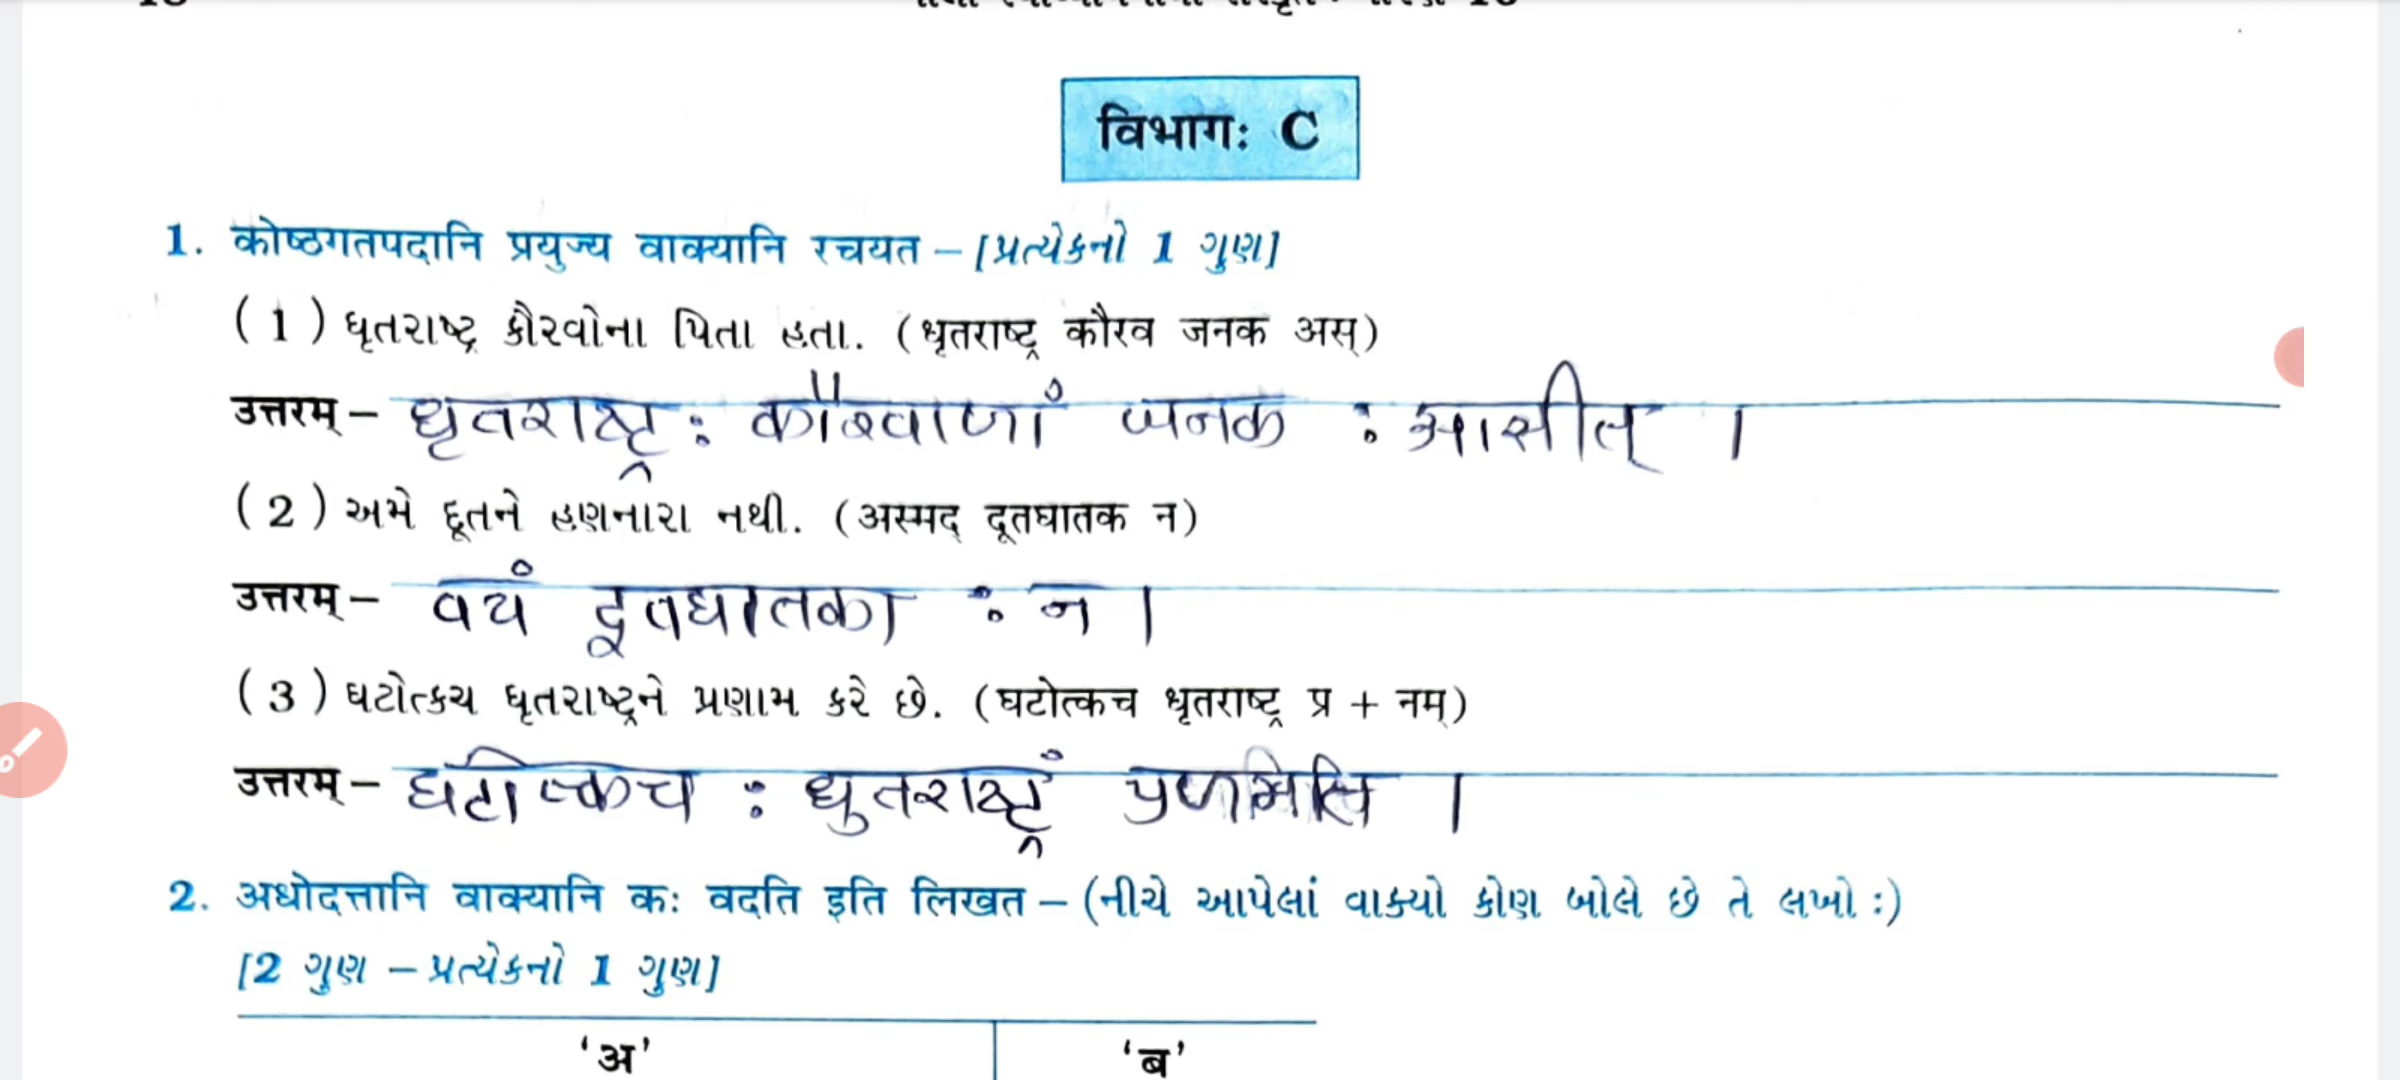 विभागः C
1. कोष्ठगतपदानि प्रयुज्य वाक्यानि रचयत – [પ્રત્યેકનો 1 ગુણ]
(1) ધૃતરાષ્ટ્ર કૌરવોના પિતા હતા. (धृतराष्ट्र कौरव जनक अस्)
उत्तरम् – धृतराष्ट्रः कौरवाणां जनकः आसीत् ।
(2) અમે દૂતને હણનારા નથી. (अस्मद् दूतघातक न)
उत्तरम् – वयं दूतघातकाः न ।
(3) ઘટોત્કચ ધૃતરાષ્ટ્રને પ્રણામ કરે છે. (घटोत्कच धृतराष्ट्र प्र + नम्)
उत्तरम् – धुतराष्ट्रं ।
2. अधोदत्तानि वाक्यानि कः वदति इति लिखत – (નીચે આપેલાં વાક્યો કોણ બોલે છે તે લખો :)
[2 ગુણ – પ્રત્યેકનો 1 ગુણ]
‘अ’ ‘ब’